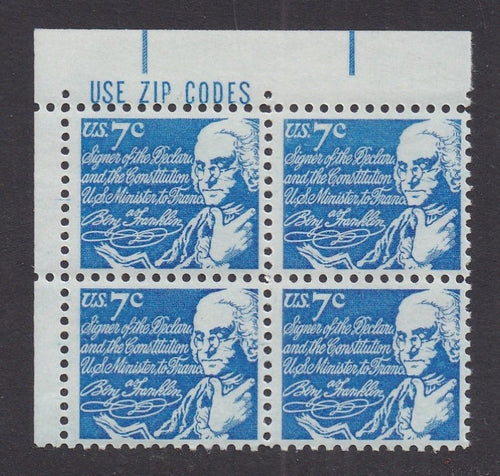 USE ZIP CODES
U.S. 7c
Signer of the Declara
and the Constitution
U.S. Minister to Franc
Benj Franklin
U.S. 7c
Signer of the Declara
and the Constitution
U.S. Minister to Franc
Benj Franklin
U.S. 7c
Signer of the Declara
and the Constitution
U.S. Minister to Franc
Benj Franklin
U.S. 7c
Signer of the Declara
and the Constitution
U.S. Minister to Franc
Benj Franklin